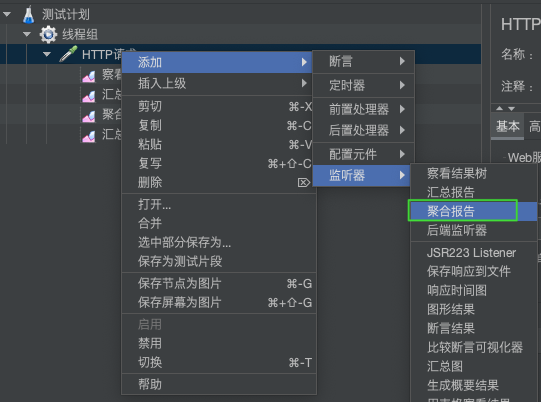 测试计划
线程组
HTTP请求
察看
汇总
聚合
汇总
添加
插入上级
剪切 ⌘-X
复制 ⌘-C
粘贴 ⌘-V
复写 ⌘+⇧-C
删除 ⌦
打开...
合并
选中部分保存为...
保存为测试片段
保存节点为图片 ⌘-G
保存屏幕为图片 ⌘+⇧-G
启用
禁用
切换 ⌘-T
帮助
断言
定时器
前置处理器
后置处理器
配置元件
监听器
察看结果树
汇总报告
聚合报告
后端监听器
JSR223 Listener
保存响应到文件
响应时间图
图形结果
断言结果
比较断言可视化器
汇总图
生成概要结果
用表格察看结果
HTTP
名称：
注释：
基本 高
Web服